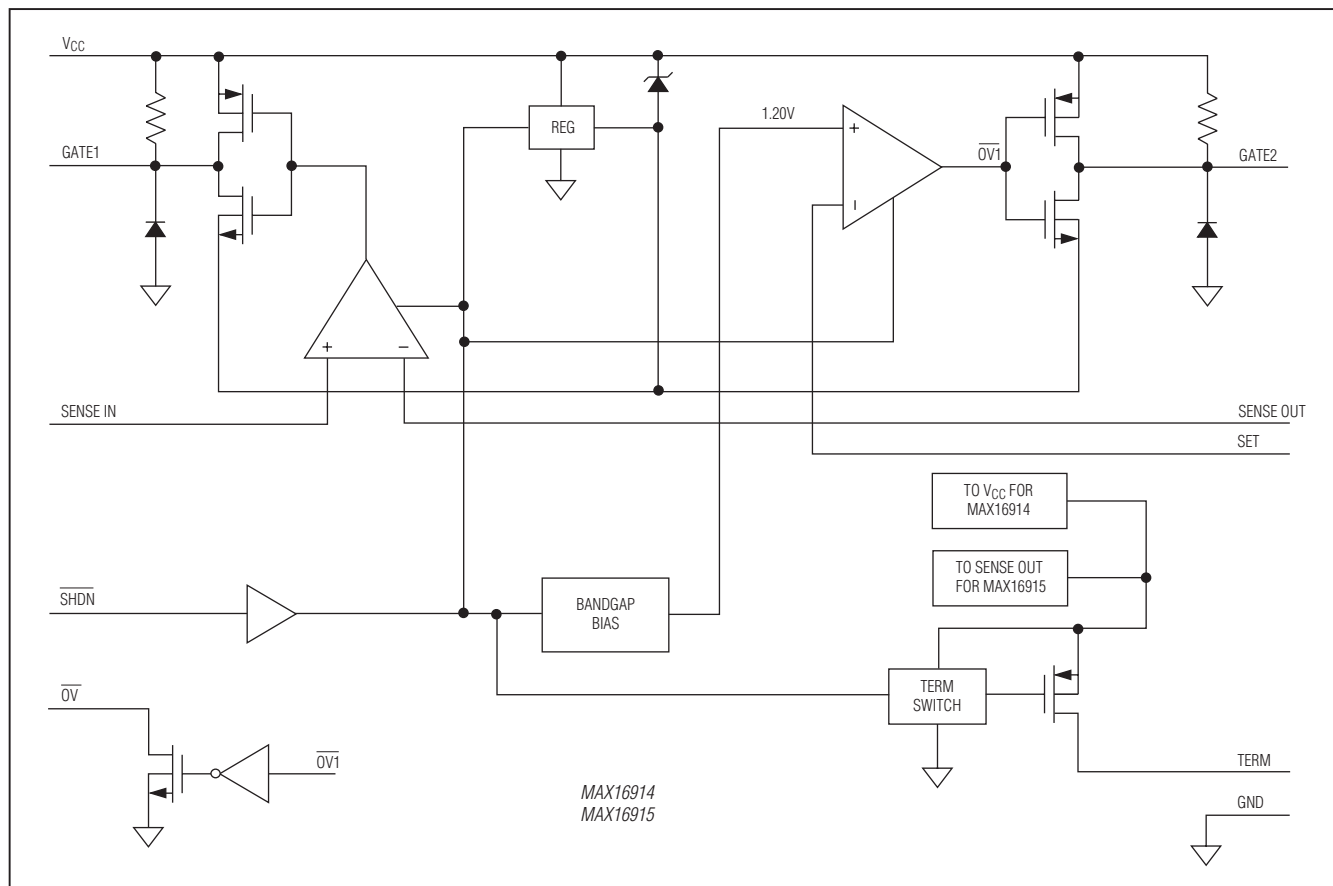 VCC
REG
1.20V
+
–
OV1
GATE1
GATE2
+ –
SENSE IN
SENSE OUT
SET
TO VCC FOR
MAX16914
TO SENSE OUT
FOR MAX16915
SHDN
BANDGAP
BIAS
TERM
SWITCH
OV
OV1
TERM
MAX16914
MAX16915
GND